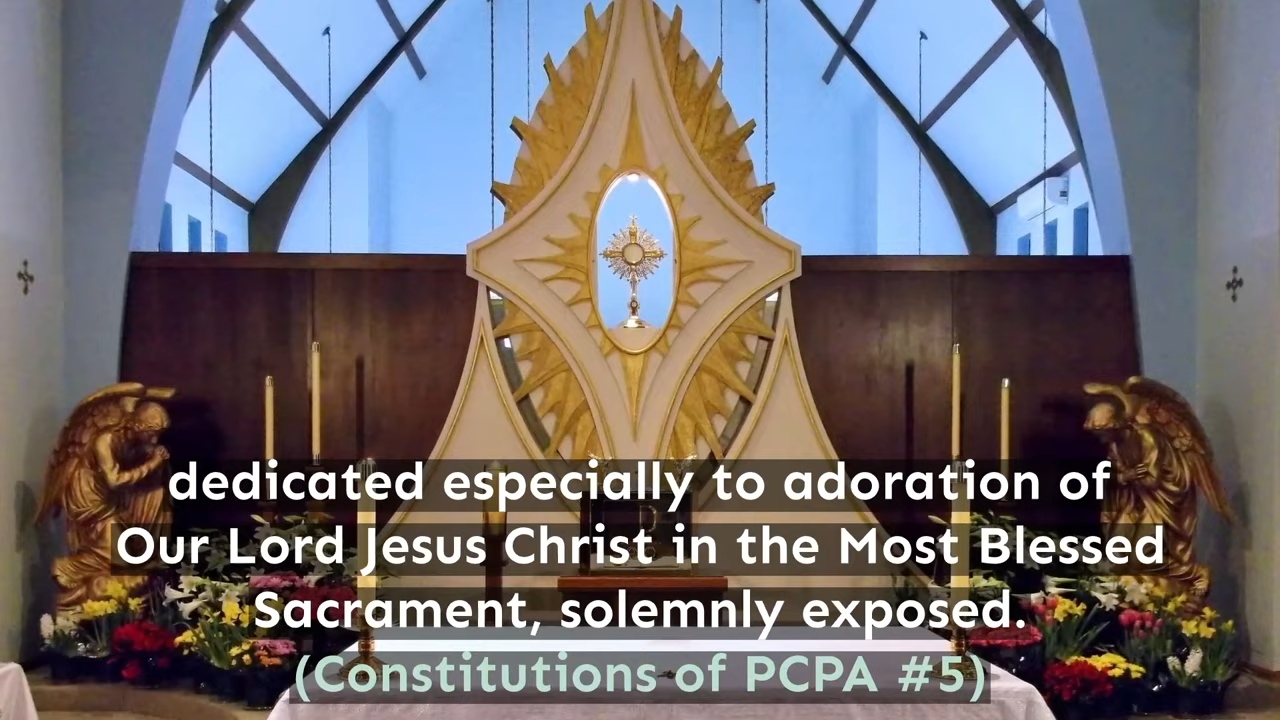 dedicated especially to adoration of
Our Lord Jesus Christ in the Most Blessed
Sacrament, solemnly exposed.
(Constitutions of PCPA #5)